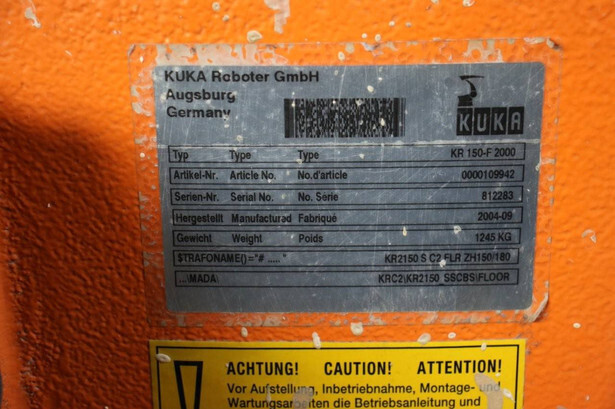 KUKA Roboter GmbH
Augsburg
Germany
KUKA
Typ Type Type KR 150-F 2000
Artikel-Nr. Article No. No.d'article 0000109942
Serien-Nr. Serial No. No. Série 812283
Hergestellt Manufactured Fabriqué 2004-09
Gewicht Weight Poids 1245 KG
$TRAFONAME()="# ....." KR2150 S C2 FLR ZH150/180
...\MADA\ KRC2\KR2150_SSCBS\FLOOR
ACHTUNG! CAUTION! ATTENTION!
Vor Aufstellung, Inbetriebnahme, Montage- und
Wartungsarbeiten die Betriebsanleitung und